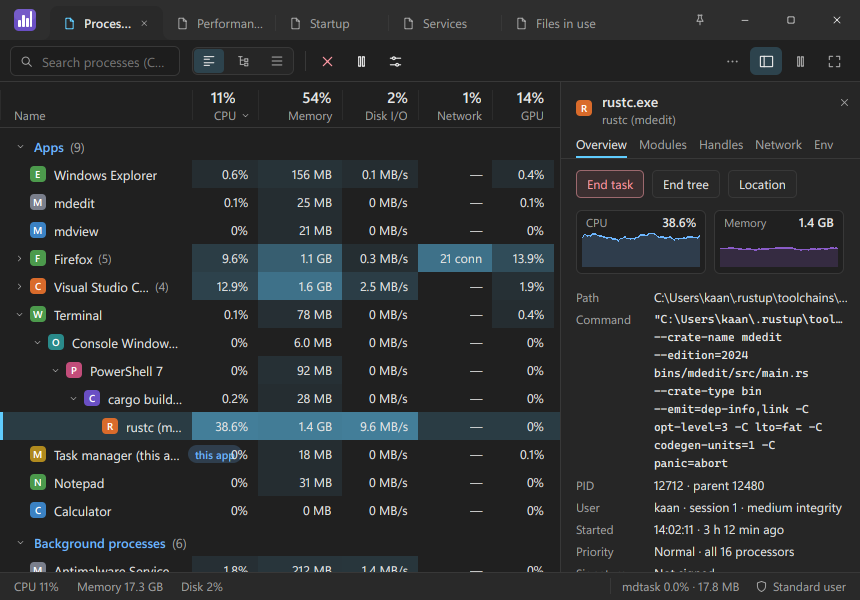 Proces...
Performan...
Startup
Services
Files in use
Search processes (C...
Name
11%
CPU
54%
Memory
2%
Disk I/O
1%
Network
14%
GPU
Apps (9)
E Windows Explorer 0.6% 156 MB 0.1 MB/s — 0.4%
M mdedit 0.1% 25 MB 0 MB/s — 0.1%
M mdview 0% 21 MB 0 MB/s — 0%
F Firefox (5) 9.6% 1.1 GB 0.3 MB/s 21 conn 13.9%
C Visual Studio C... (4) 12.9% 1.6 GB 2.5 MB/s — 1.9%
W Terminal 0.1% 78 MB 0 MB/s — 0.4%
O Console Window... 0% 6.0 MB 0 MB/s — 0%
P PowerShell 7 0% 92 MB 0 MB/s — 0%
C cargo build... 0.2% 28 MB 0 MB/s — 0%
R rustc (m... 38.6% 1.4 GB 9.6 MB/s — 0%
M Task manager (this a... this app 0% 18 MB 0 MB/s — 0.1%
N Notepad 0% 31 MB 0 MB/s — 0%
C Calculator 0% 0 MB 0 MB/s — 0%
Background processes (6)
M Antimalware Service 1.8% 212 MB 1.4 MB/s — 0%
R rustc.exe
rustc (mdedit)
Overview Modules Handles Network Env
End task End tree Location
CPU 38.6%
Memory 1.4 GB
Path C:\Users\kaan\.rustup\toolchains\...
Command "C:\Users\kaan\.rustup\tool...
--crate-name mdedit
--edition=2024
bins/mdedit/src/main.rs
--crate-type bin
--emit=dep-info,link -C
opt-level=3 -C lto=fat -C
codegen-units=1 -C
panic=abort
PID 12712 · parent 12480
User kaan · session 1 · medium integrity
Started 14:02:11 · 3 h 12 min ago
Priority Normal · all 16 processors
CPU 11% Memory 17.3 GB Disk 2%
mdtask 0.0% · 17.8 MB Standard user